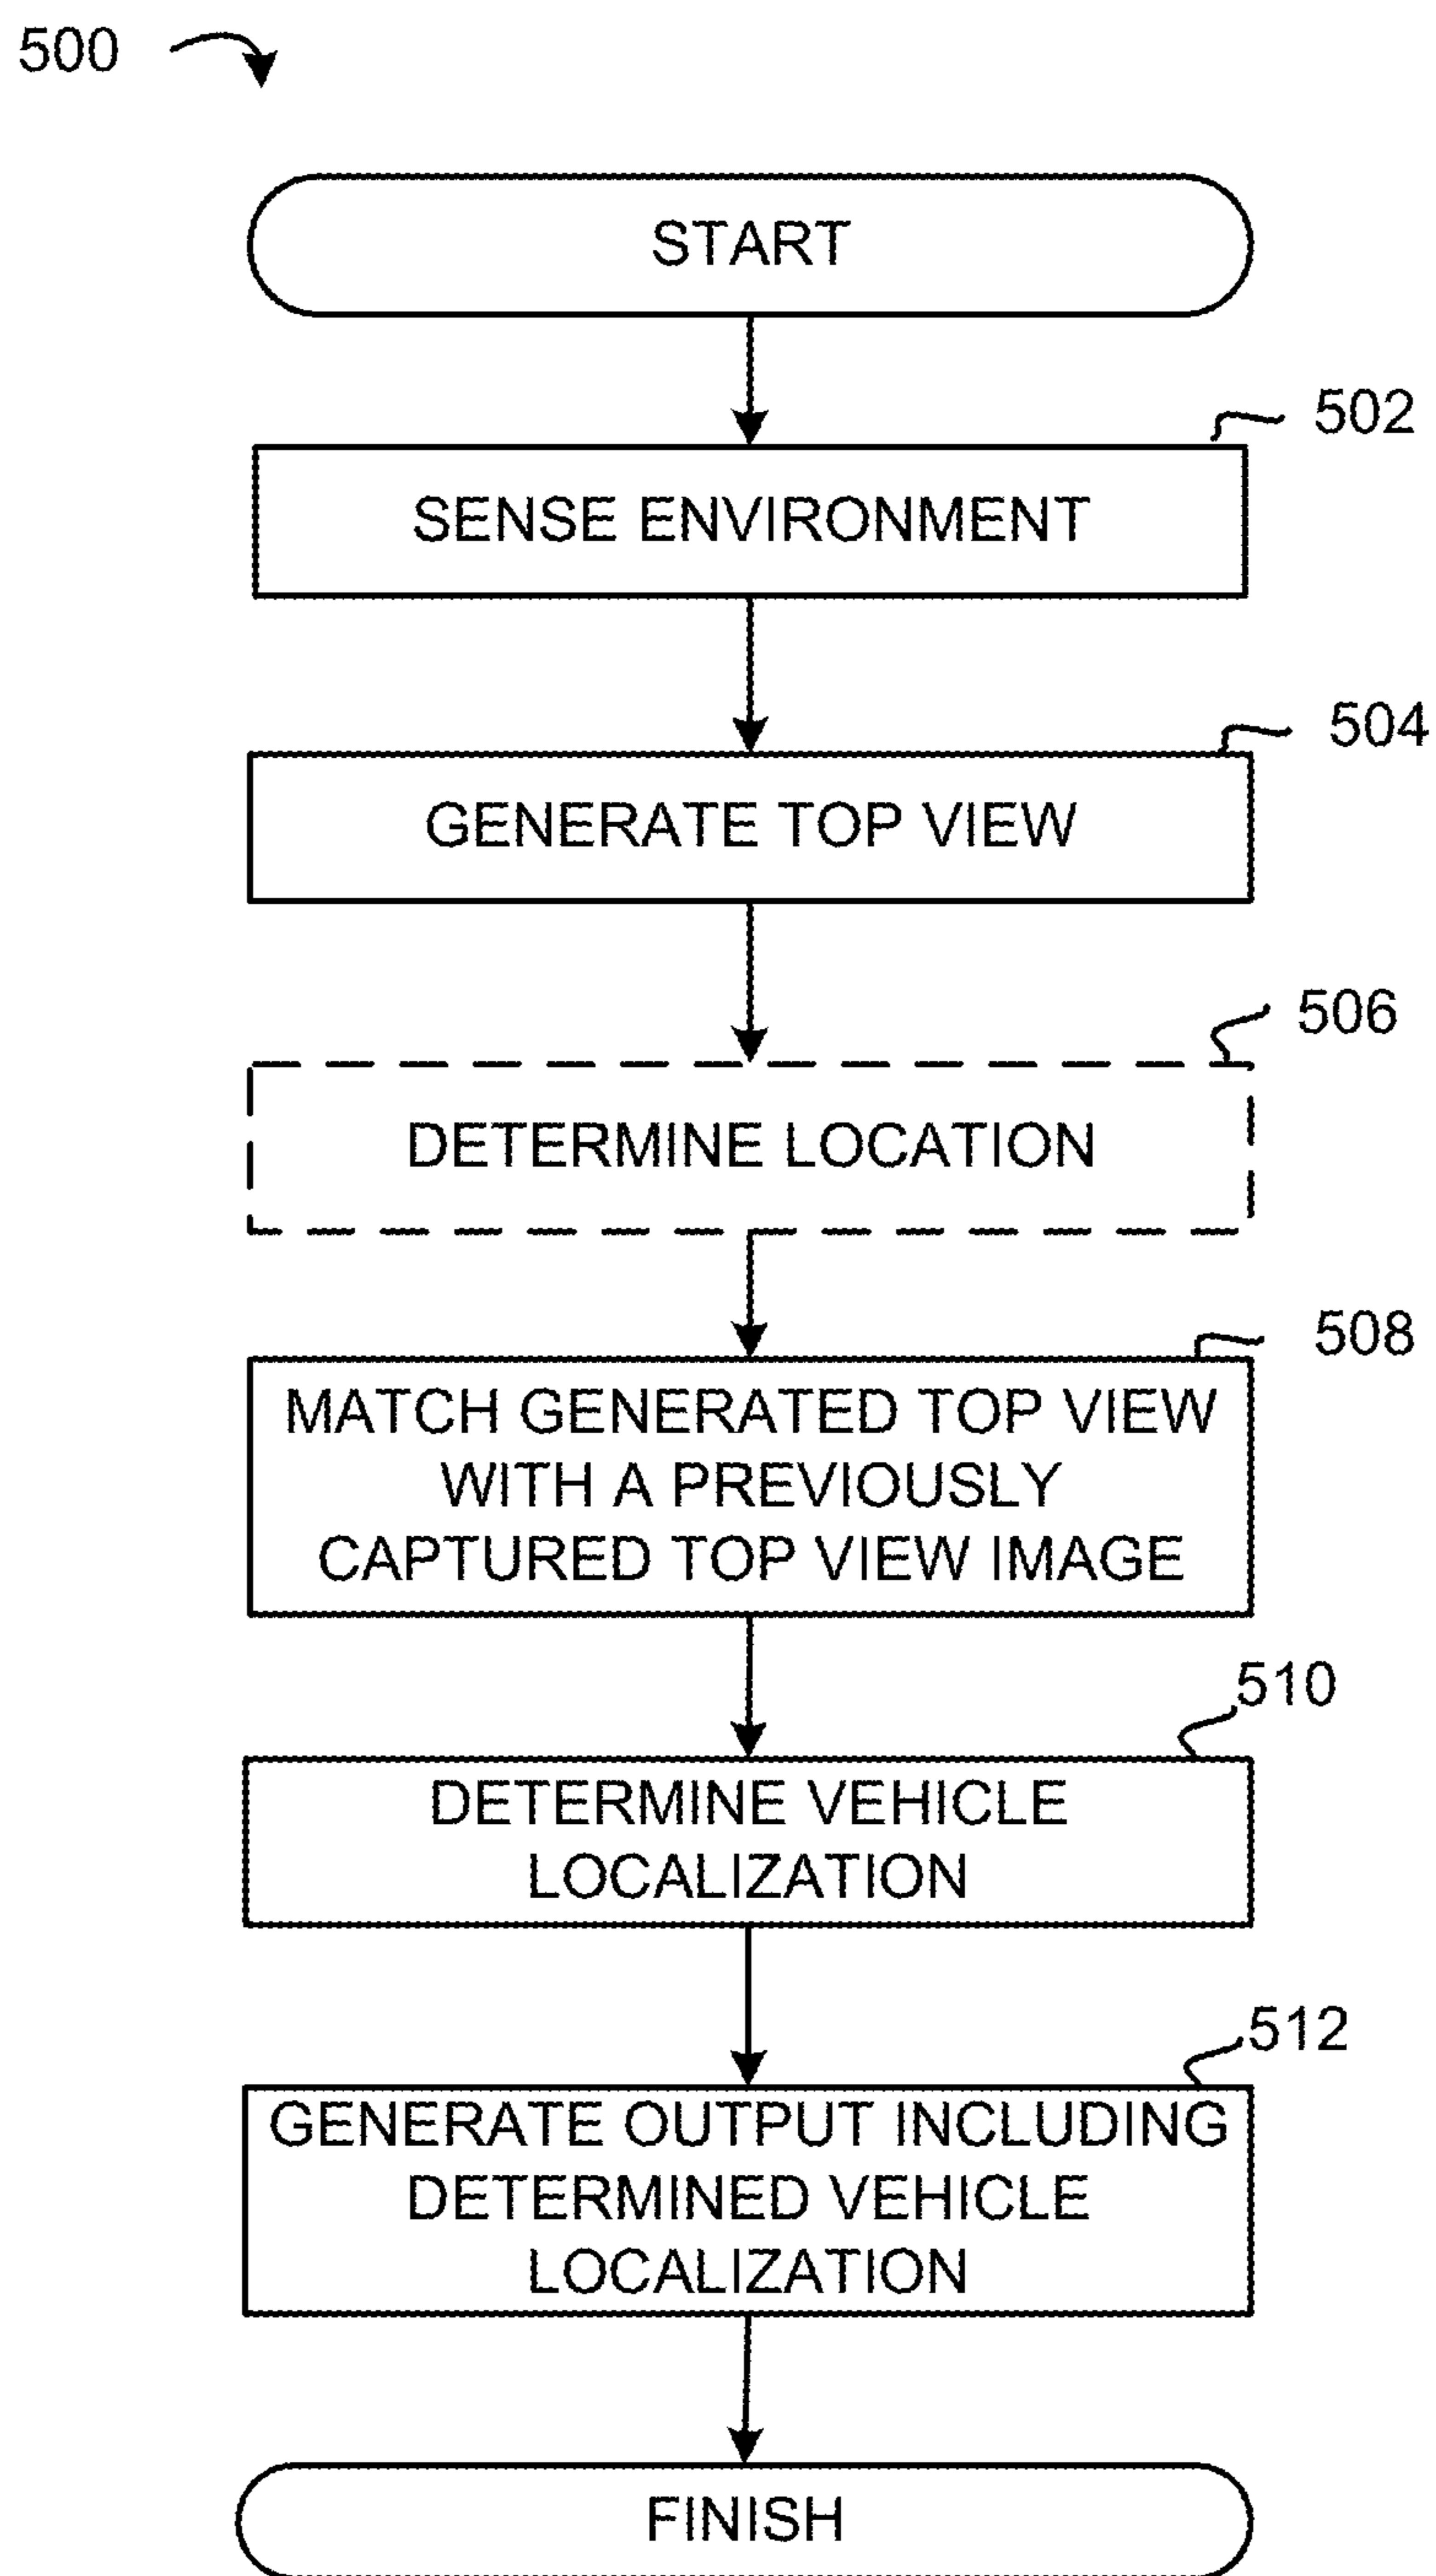 500
START
502
SENSE ENVIRONMENT
504
GENERATE TOP VIEW
506
DETERMINE LOCATION
508
MATCH GENERATED TOP VIEW
WITH A PREVIOUSLY
CAPTURED TOP VIEW IMAGE
510
DETERMINE VEHICLE
LOCALIZATION
512
GENERATE OUTPUT INCLUDING
DETERMINED VEHICLE
LOCALIZATION
FINISH